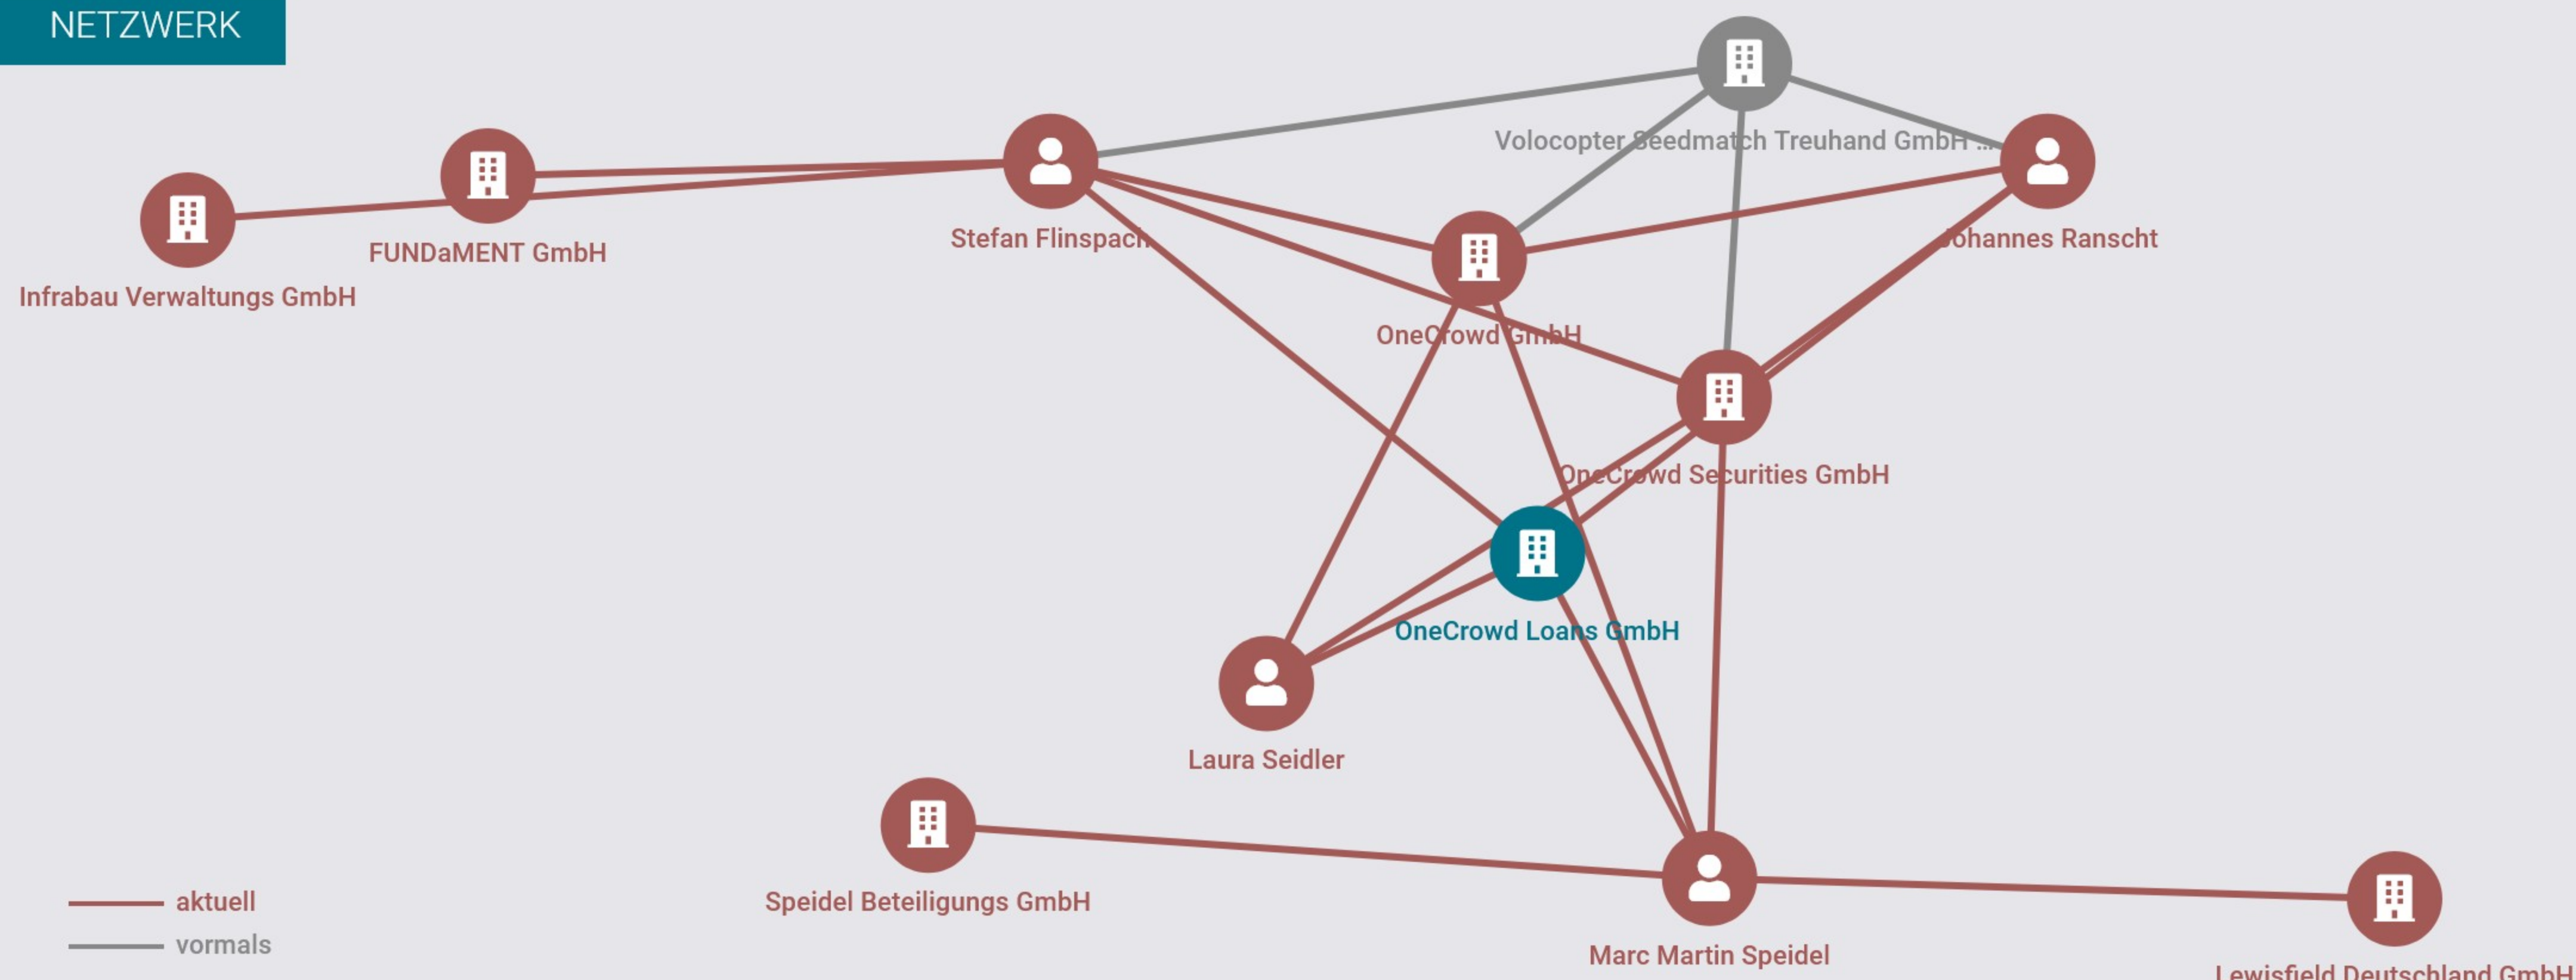 NETZWERK
Volocopter Seedmatch Treuhand GmbH ...
Stefan Flinspach
Johannes Ranscht
FUNDaMENT GmbH
Infrabau Verwaltungs GmbH
OneCrowd GmbH
OneCrowd Securities GmbH
OneCrowd Loans GmbH
Laura Seidler
Speidel Beteiligungs GmbH
aktuell
vormals
Marc Martin Speidel
Lewisfield Deutschland GmbH